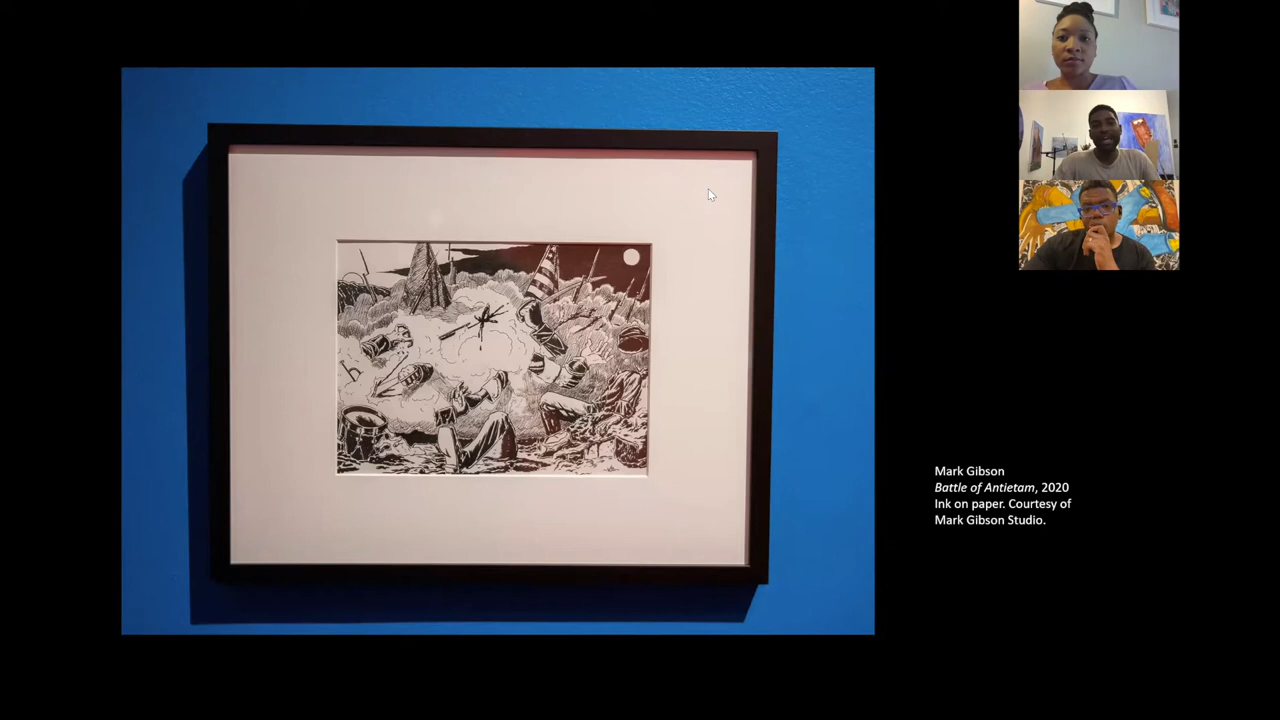 Mark Gibson
Battle of Antietam, 2020
Ink on paper. Courtesy of
Mark Gibson Studio.